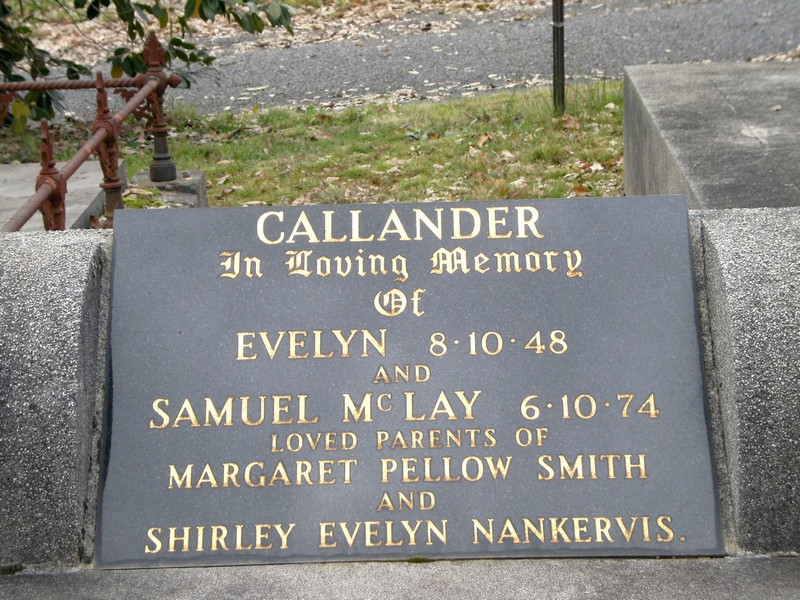 CALLANDER
In Loving Memory
Of
EVELYN 8·10·48
AND
SAMUEL McLAY 6·10·74
LOVED PARENTS OF
MARGARET PELLOW SMITH
AND
SHIRLEY EVELYN NANKERVIS.